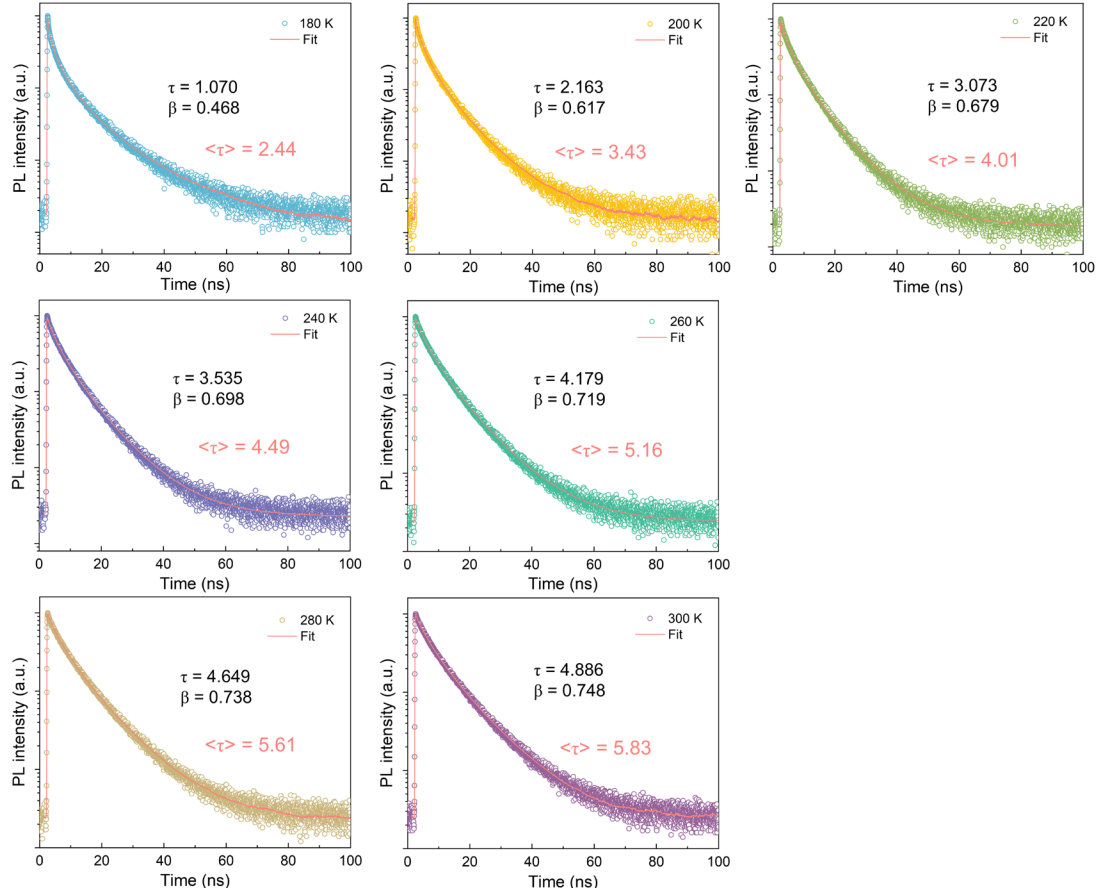 180 K
Fit
τ = 1.070
β = 0.468
<τ> = 2.44
PL intensity (a.u.)
0 20 40 60 80 100
Time (ns)
200 K
Fit
τ = 2.163
β = 0.617
<τ> = 3.43
PL intensity (a.u.)
0 20 40 60 80 100
Time (ns)
220 K
Fit
τ = 3.073
β = 0.679
<τ> = 4.01
PL intensity (a.u.)
0 20 40 60 80 100
Time (ns)
240 K
Fit
τ = 3.535
β = 0.698
<τ> = 4.49
PL intensity (a.u.)
0 20 40 60 80 100
Time (ns)
260 K
Fit
τ = 4.179
β = 0.719
<τ> = 5.16
PL intensity (a.u.)
0 20 40 60 80 100
Time (ns)
280 K
Fit
τ = 4.649
β = 0.738
<τ> = 5.61
PL intensity (a.u.)
0 20 40 60 80 100
Time (ns)
300 K
Fit
τ = 4.886
β = 0.748
<τ> = 5.83
PL intensity (a.u.)
0 20 40 60 80 100
Time (ns)